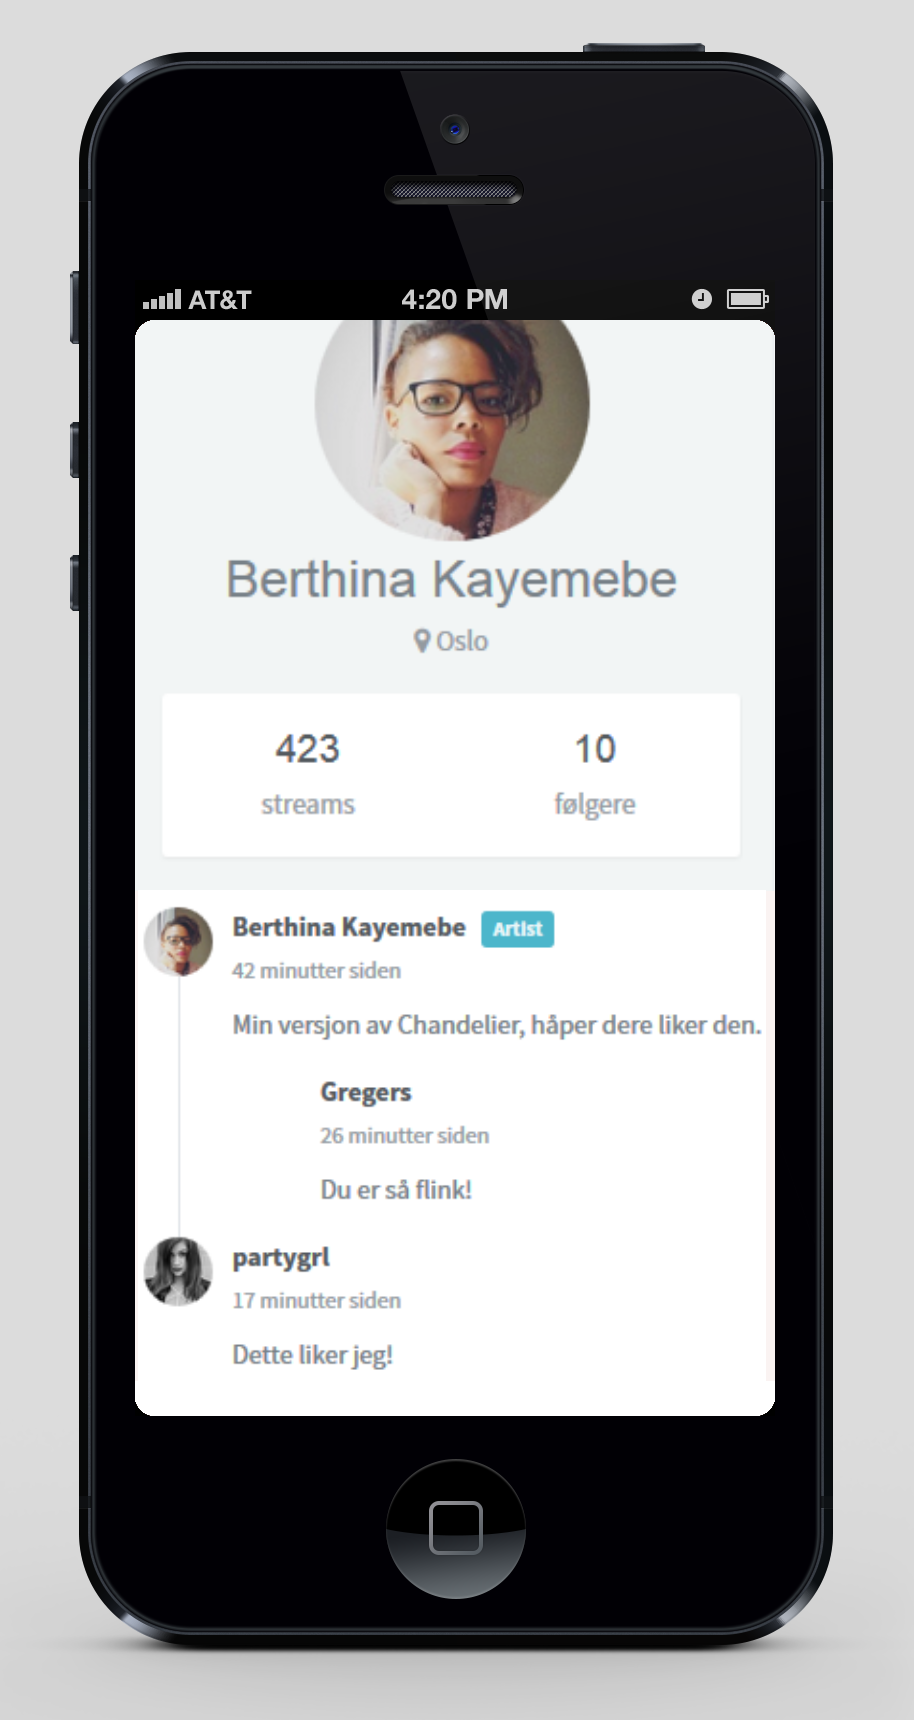 AT&T 4:20 PM
Berthina Kayemebe
Oslo
423
streams
10
følgere
Berthina Kayemebe Artist
42 minutter siden
Min versjon av Chandelier, håper dere liker den.
Gregers
26 minutter siden
Du er så flink!
partygrl
17 minutter siden
Dette liker jeg!